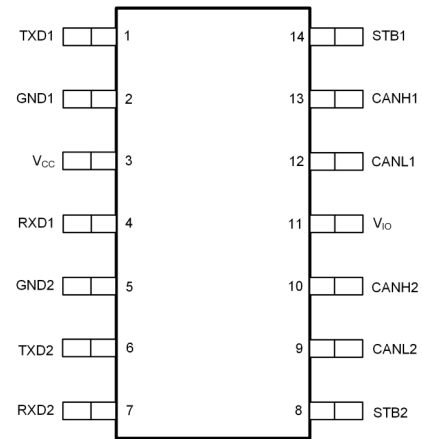 TXD1 1 14 STB1
GND1 2 13 CANH1
VCC 3 12 CANL1
RXD1 4 11 VIO
GND2 5 10 CANH2
TXD2 6 9 CANL2
RXD2 7 8 STB2